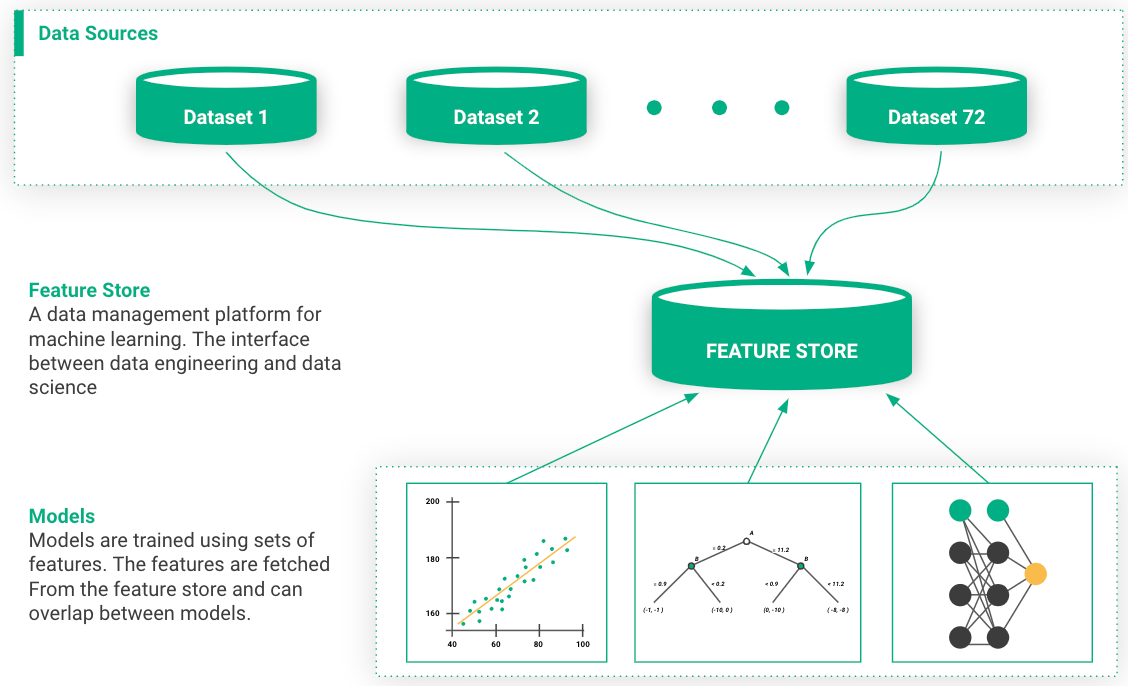 Data Sources
Dataset 1
Dataset 2
Dataset 72
Feature Store
A data management platform for
machine learning. The interface
between data engineering and data
science
FEATURE STORE
Models
Models are trained using sets of
features. The features are fetched
From the feature store and can
overlap between models.
200
180
160
40 60 80 100
A
= 0.2 = 11.2
B B
= 0.9 < 0.2 < 0.9 < 11.2
(-1, -1 ) (-10, 0 ) (0, -10 ) ( -8, -8 )